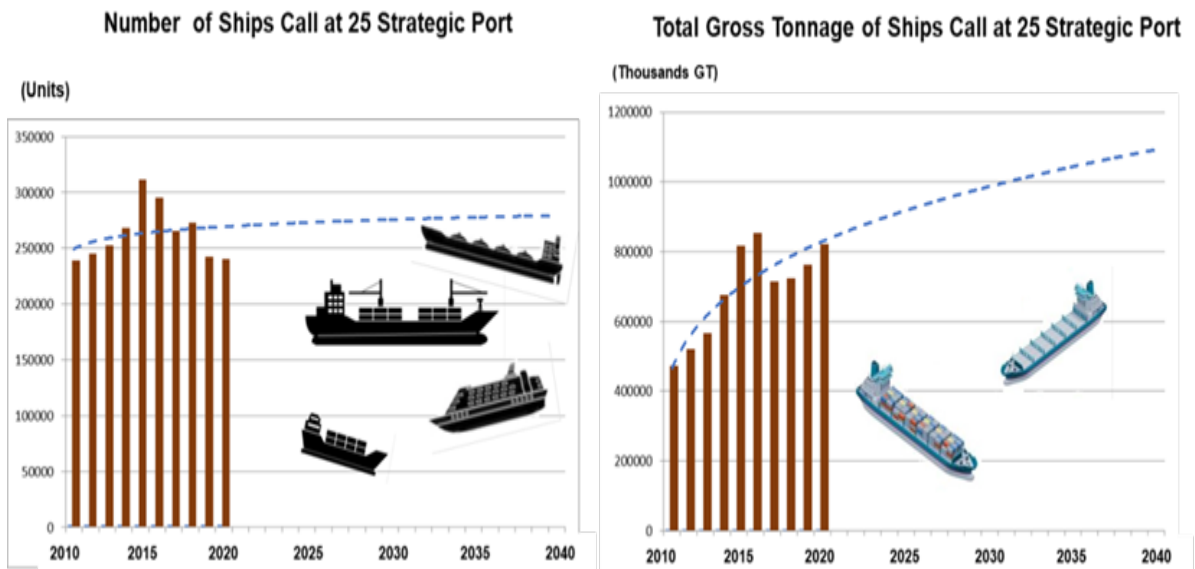 Number of Ships Call at 25 Strategic Port
(Units)
350000
300000
250000
200000
150000
100000
50000
0
2010 2015 2020 2025 2030 2035 2040
Total Gross Tonnage of Ships Call at 25 Strategic Port
(Thousands GT)
1200000
1000000
800000
600000
400000
200000
0
2010 2015 2020 2025 2030 2035 2040